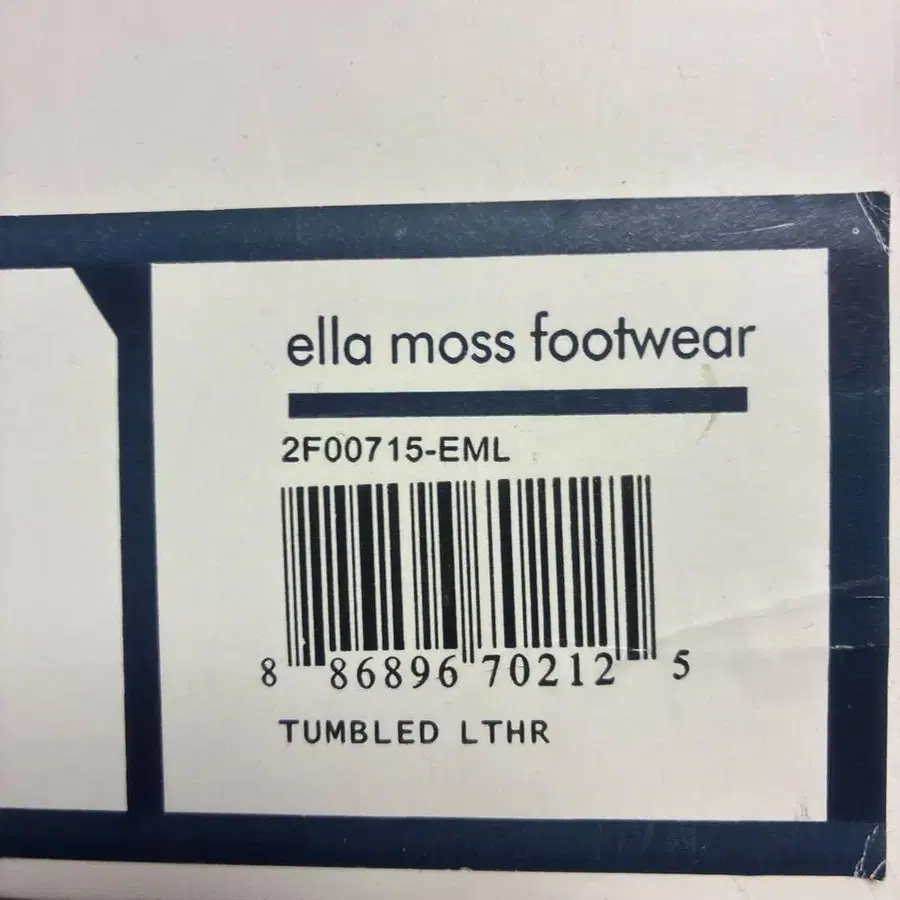 ella moss footwear
2F00715-EML
8 86896 70212 5
TUMBLED LTHR